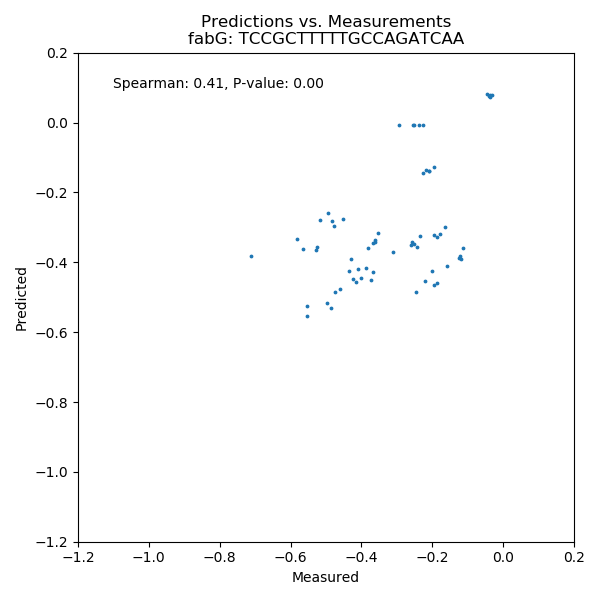 Predictions vs. Measurements
fabG: TCCGCTTTTTGCCAGATCAA
Spearman: 0.41, P-value: 0.00
0.2
0.0
−0.2
−0.4
−0.6
−0.8
−1.0
−1.2
Predicted
−1.2 −1.0 −0.8 −0.6 −0.4 −0.2 0.0 0.2
Measured